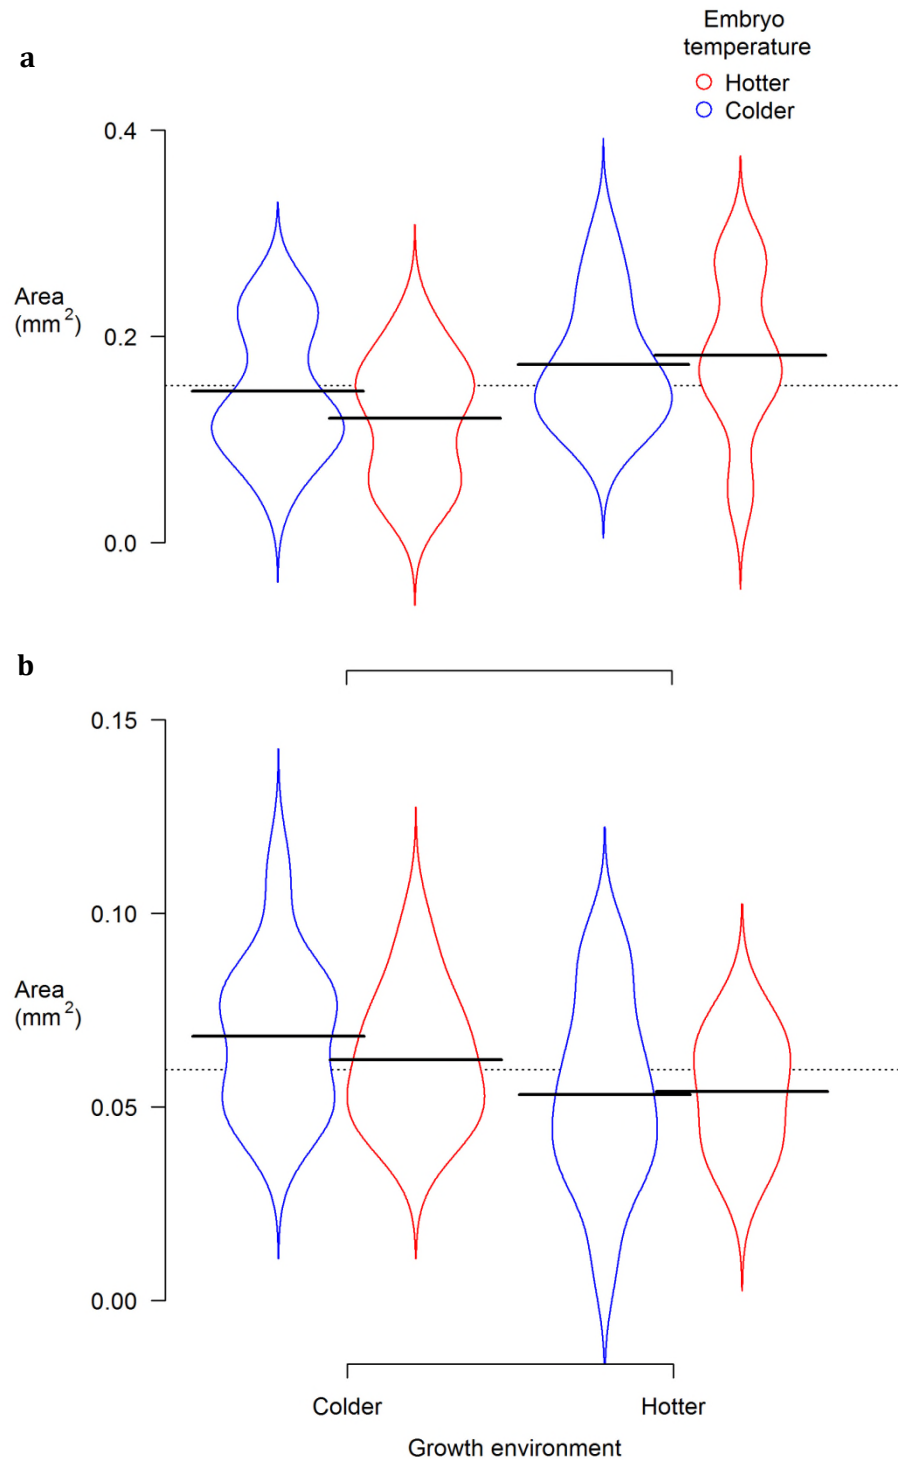 Embryo
temperature
Hotter
Colder
a
0.4
Area
(mm²)
0.2
0.0
b
0.15
0.10
Area
(mm²)
0.05
0.00
Colder Hotter
Growth environment